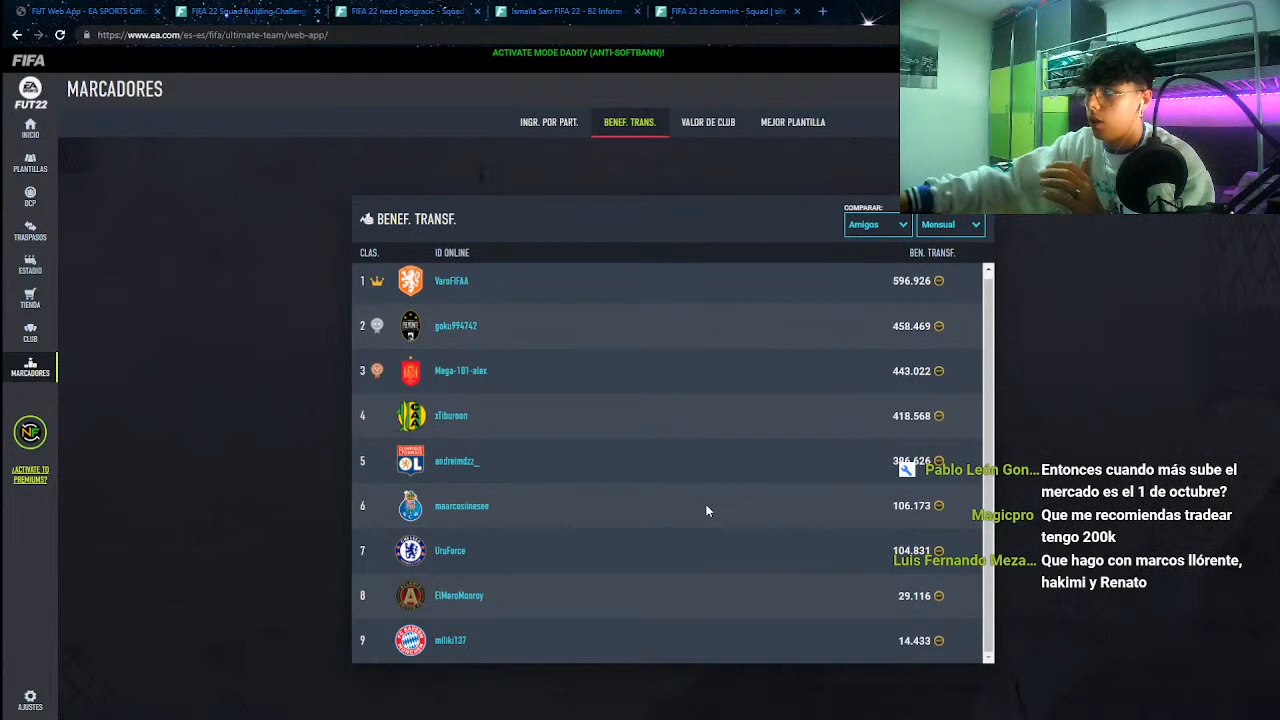 FUT Web App - EA SPORTS Offic
FIFA 22 Squad Building Challeng
FIFA 22 need pongracic - Squad
Ismaïla Sarr FIFA 22 - 82 Inform
FIFA 22 cb dormint - Squad | sit
https://www.ea.com/es-es/fifa/ultimate-team/web-app/
FIFA
ACTIVATE MODE DADDY (ANTI-SOFTBANN)!
FUT22
MARCADORES
INICIO
PLANTILLAS
DCP
TRASPASOS
ESTADIO
TIENDA
CLUB
MARCADORES
¿ACTIVATE TO
PREMIUMS?
AJUSTES
INGR. POR PART.
BENEF. TRANS.
VALOR DE CLUB
MEJOR PLANTILLA
BENEF. TRANSF.
COMPARAR:
Amigos
Mensual
CLAS. ID ONLINE BEN. TRANSF.
1 VaroFIFAA 596.926
2 goku994742 458.469
3 Mega-101-alex 443.022
4 xTiburoon 418.568
5 andreimdzz_
6 maarcosiinesee 106.173
7 UruForce 104.831
8 ElMeroMonroy 29.116
9 miliki137 14.433
Pablo León Gon... Entonces cuando más sube el
mercado es el 1 de octubre?
Magicpro Que me recomiendas tradear
tengo 200k
Luis Fernando Meza... Que hago con marcos llórente,
hakimi y Renato